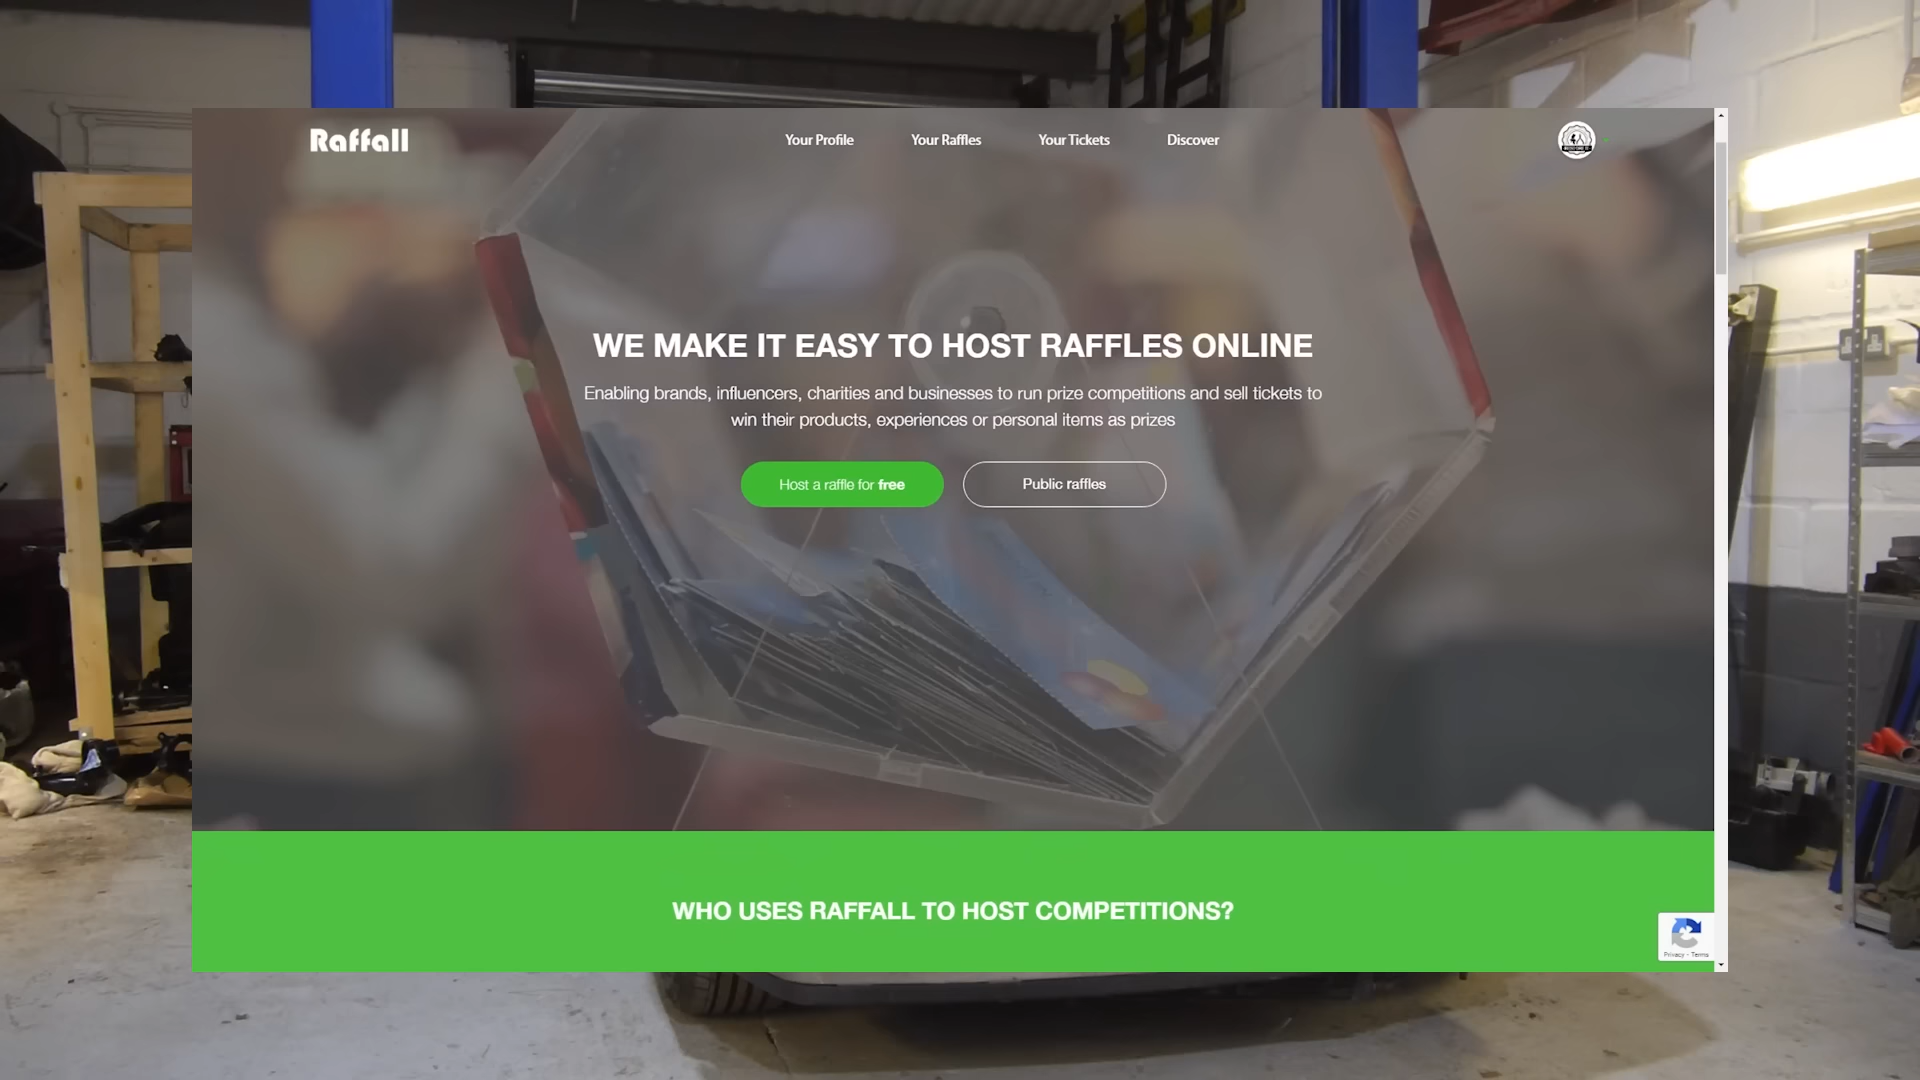 Raffall
Your Profile
Your Raffles
Your Tickets
Discover
WE MAKE IT EASY TO HOST RAFFLES ONLINE
Enabling brands, influencers, charities and businesses to run prize competitions and sell tickets to
win their products, experiences or personal items as prizes
Host a raffle for free
Public raffles
WHO USES RAFFALL TO HOST COMPETITIONS?
Privacy - Terms